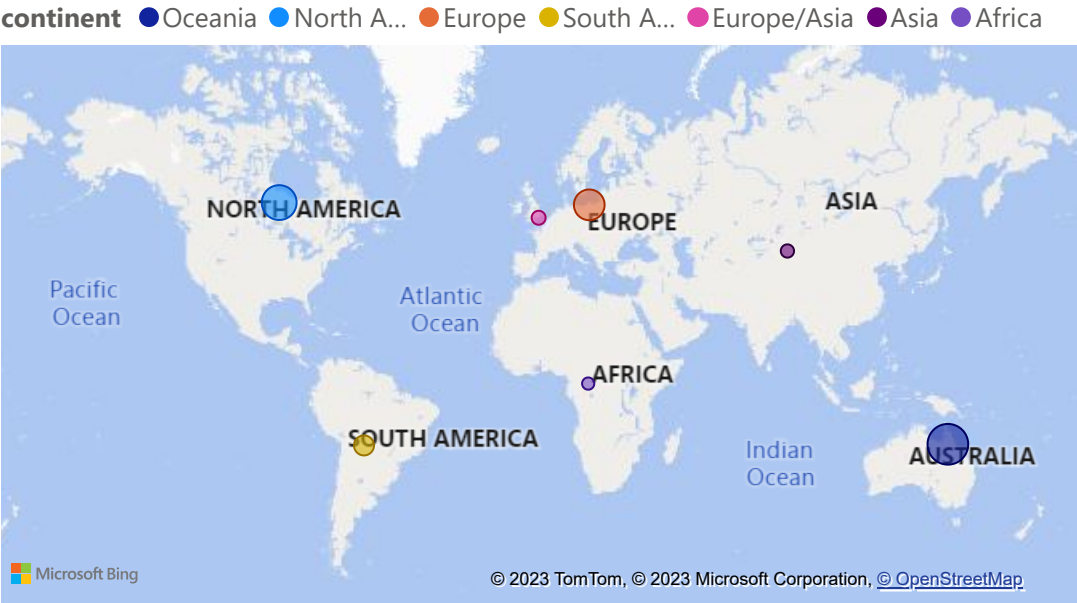 continent Oceania North A... Europe South A... Europe/Asia Asia Africa
NORTH AMERICA
ASIA
EUROPE
Pacific
Ocean
Atlantic
Ocean
AFRICA
SOUTH AMERICA
Indian
Ocean
AUSTRALIA
Microsoft Bing
© 2023 TomTom, © 2023 Microsoft Corporation, © OpenStreetMap